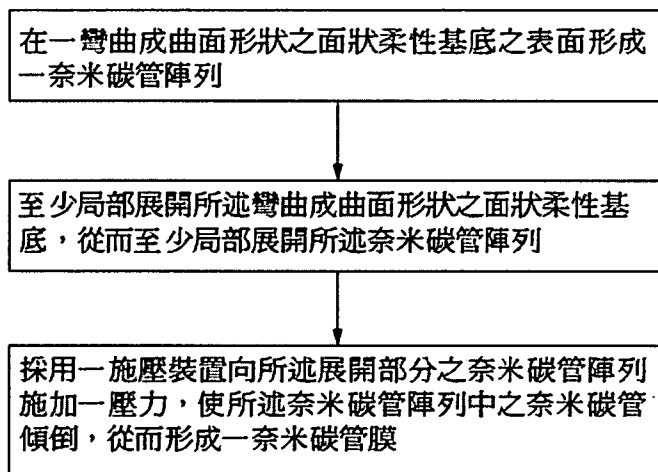 在一彎曲成曲面形狀之面狀柔性基底之表面形成
一奈米碳管陣列
至少局部展開所述彎曲成曲面形狀之面狀柔性基
底，從而至少局部展開所述奈米碳管陣列
採用一施壓裝置向所述展開部分之奈米碳管陣列
施加一壓力，使所述奈米碳管陣列中之奈米碳管
傾倒，從而形成一奈米碳管膜